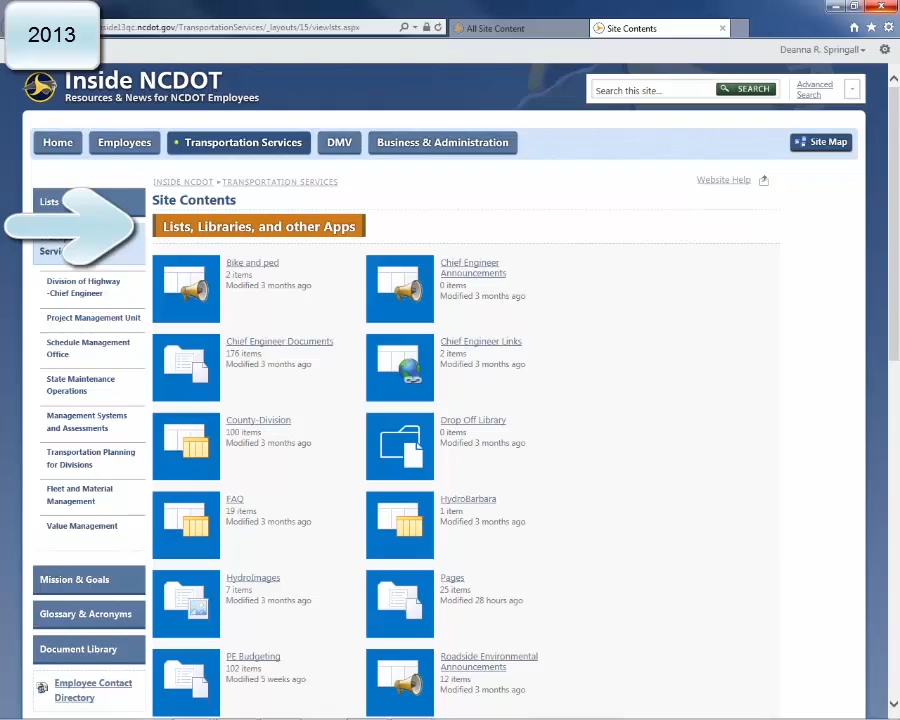 2013
side13qc.ncdot.gov/TransportationServices/_layouts/15/viewlsts.aspx
All Site Content
Site Contents
Deanna R. Springall
Inside NCDOT
Resources & News for NCDOT Employees
Search this site...
SEARCH
Advanced
Search
Home
Employees
Transportation Services
DMV
Business & Administration
Site Map
INSIDE NCDOT ▸ TRANSPORTATION SERVICES
Website Help
Site Contents
Lists
Lists, Libraries, and other Apps
Division of Highway
-Chief Engineer
Project Management Unit
Schedule Management
Office
State Maintenance
Operations
Management Systems
and Assessments
Transportation Planning
for Divisions
Fleet and Material
Management
Value Management
Mission & Goals
Glossary & Acronyms
Document Library
Employee Contact
Directory
Bike and ped
2 items
Modified 3 months ago
Chief Engineer
Announcements
0 items
Modified 3 months ago
Chief Engineer Documents
176 items
Modified 3 months ago
Chief Engineer Links
2 items
Modified 3 months ago
County-Division
100 items
Modified 3 months ago
Drop Off Library
0 items
Modified 3 months ago
FAQ
19 items
Modified 3 months ago
HydroBarbara
1 item
Modified 3 months ago
HydroImages
7 items
Modified 3 months ago
Pages
25 items
Modified 28 hours ago
PE Budgeting
102 items
Modified 5 weeks ago
Roadside Environmental
Announcements
12 items
Modified 3 months ago